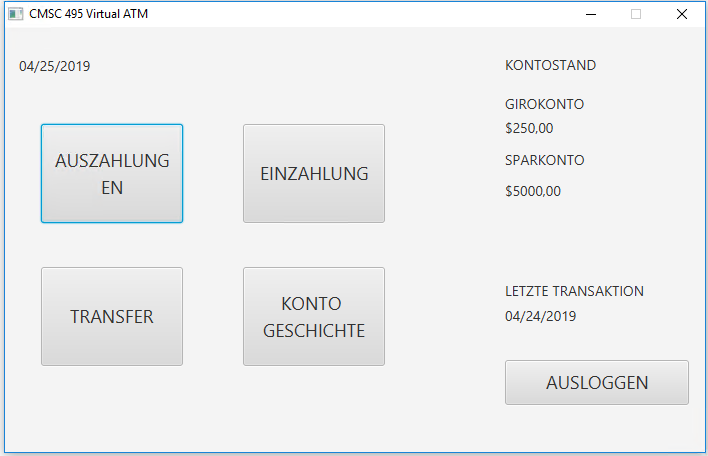 CMSC 495 Virtual ATM
04/25/2019
AUSZAHLUNG
EN
EINZAHLUNG
TRANSFER
KONTO
GESCHICHTE
KONTOSTAND
GIROKONTO
$250,00
SPARKONTO
$5000,00
LETZTE TRANSAKTION
04/24/2019
AUSLOGGEN